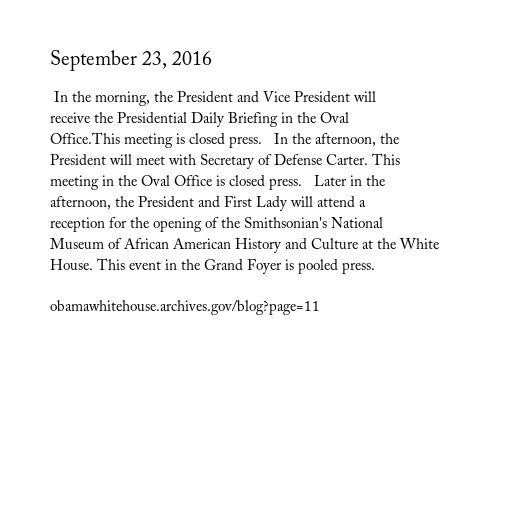 September 23, 2016
In the morning, the President and Vice President will
receive the Presidential Daily Briefing in the Oval
Office.This meeting is closed press.   In the afternoon, the
President will meet with Secretary of Defense Carter. This
meeting in the Oval Office is closed press.   Later in the
afternoon, the President and First Lady will attend a
reception for the opening of the Smithsonian's National
Museum of African American History and Culture at the White
House. This event in the Grand Foyer is pooled press.
obamawhitehouse.archives.gov/blog?page=11